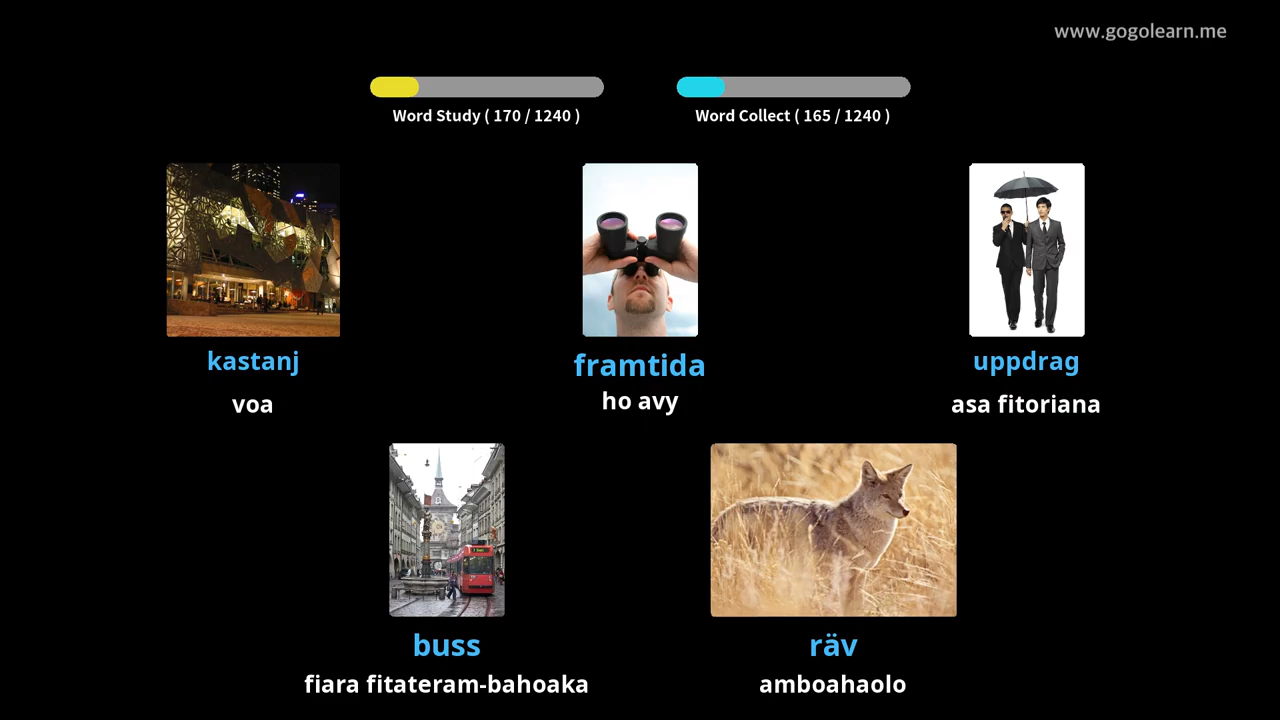 www.gogolearn.me
Word Study ( 170 / 1240 )
Word Collect ( 165 / 1240 )
kastanj
voa
framtida
ho avy
uppdrag
asa fitoriana
buss
fiara fitateram-bahoaka
räv
amboahaolo